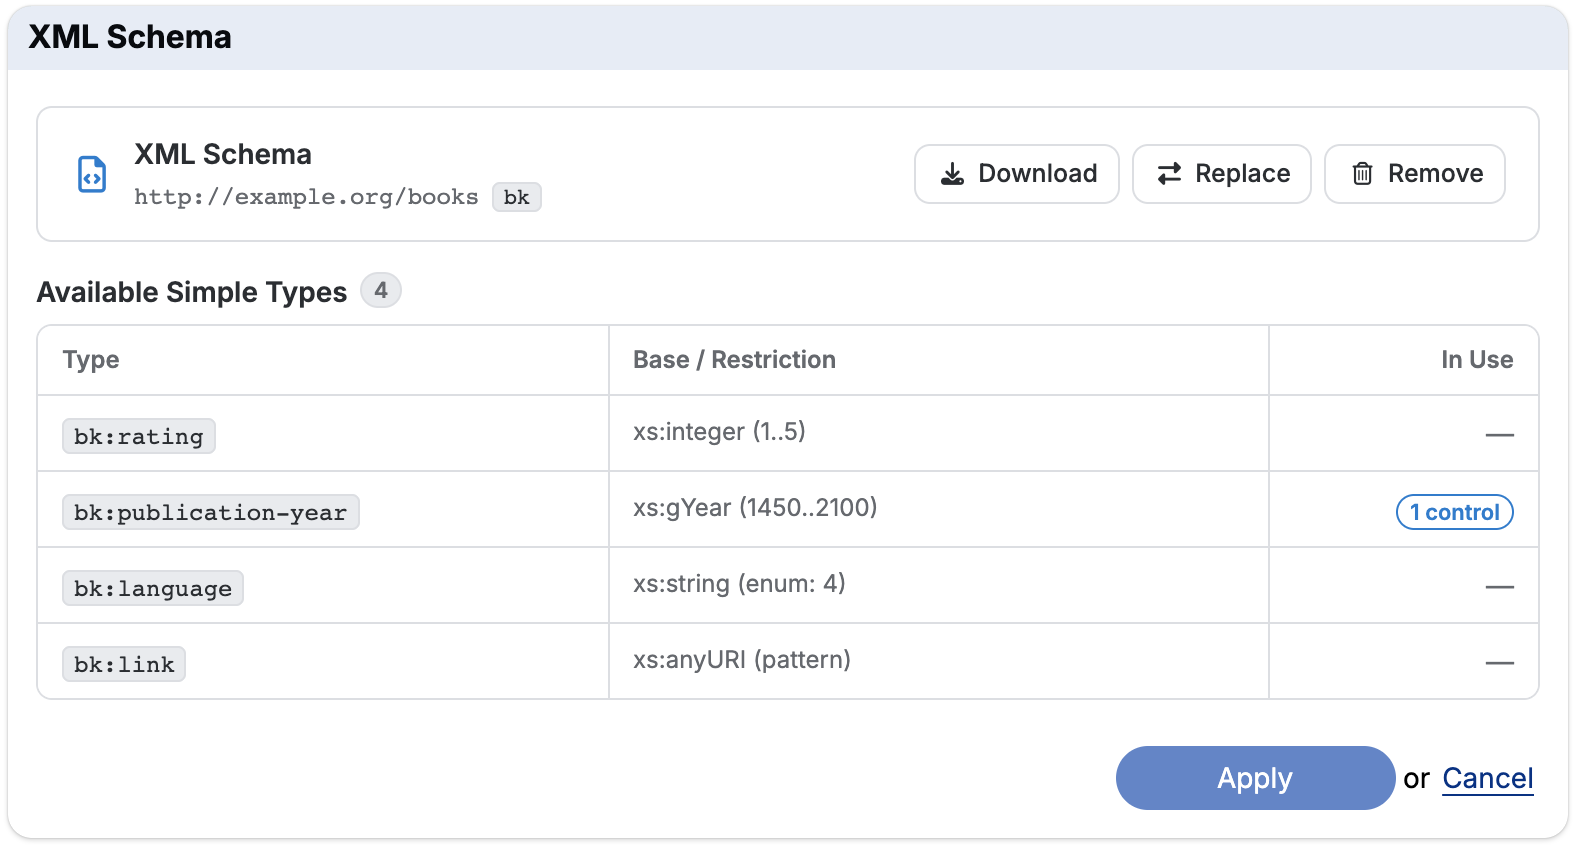 XML Schema
XML Schema
http://example.org/books bk
Download Replace Remove
Available Simple Types 4
Type Base / Restriction In Use
bk:rating xs:integer (1..5) —
bk:publication-year xs:gYear (1450..2100) 1 control
bk:language xs:string (enum: 4) —
bk:link xs:anyURI (pattern) —
Apply or Cancel